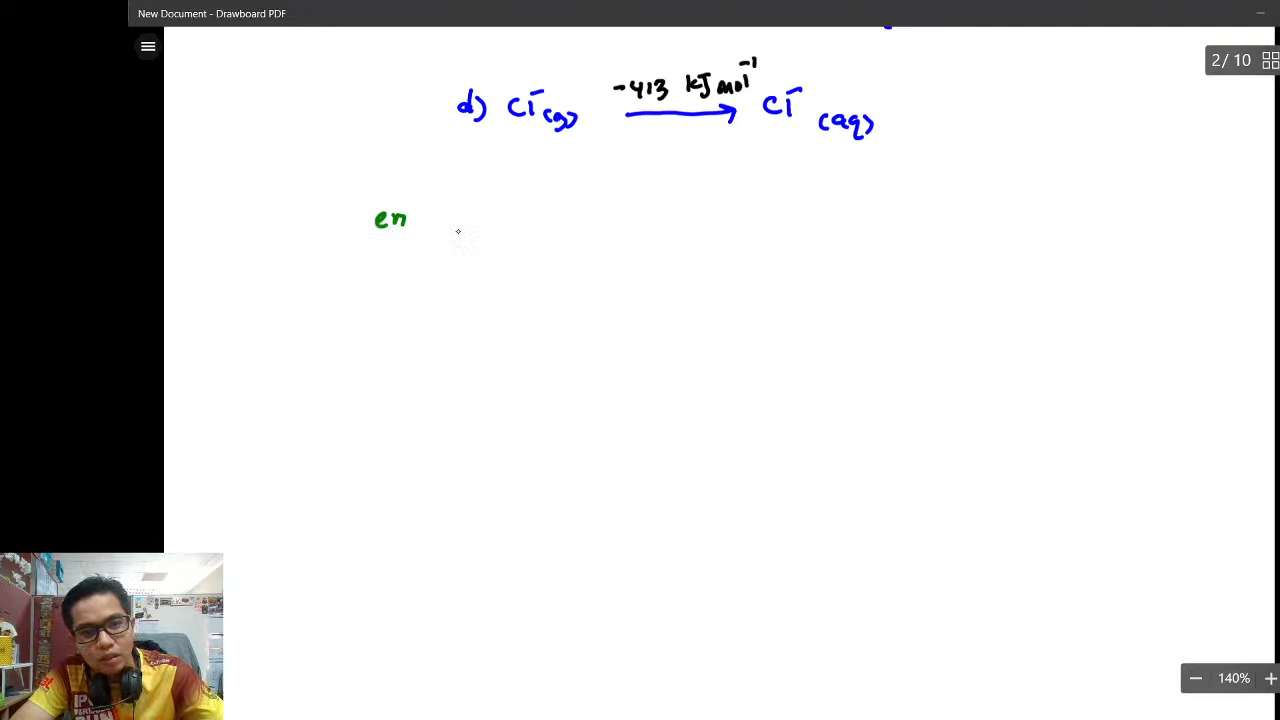 New Document - Drawboard PDF
2/10
-413 kJ mol⁻¹
d) Cl⁻(g) → Cl⁻(aq)
en
140%